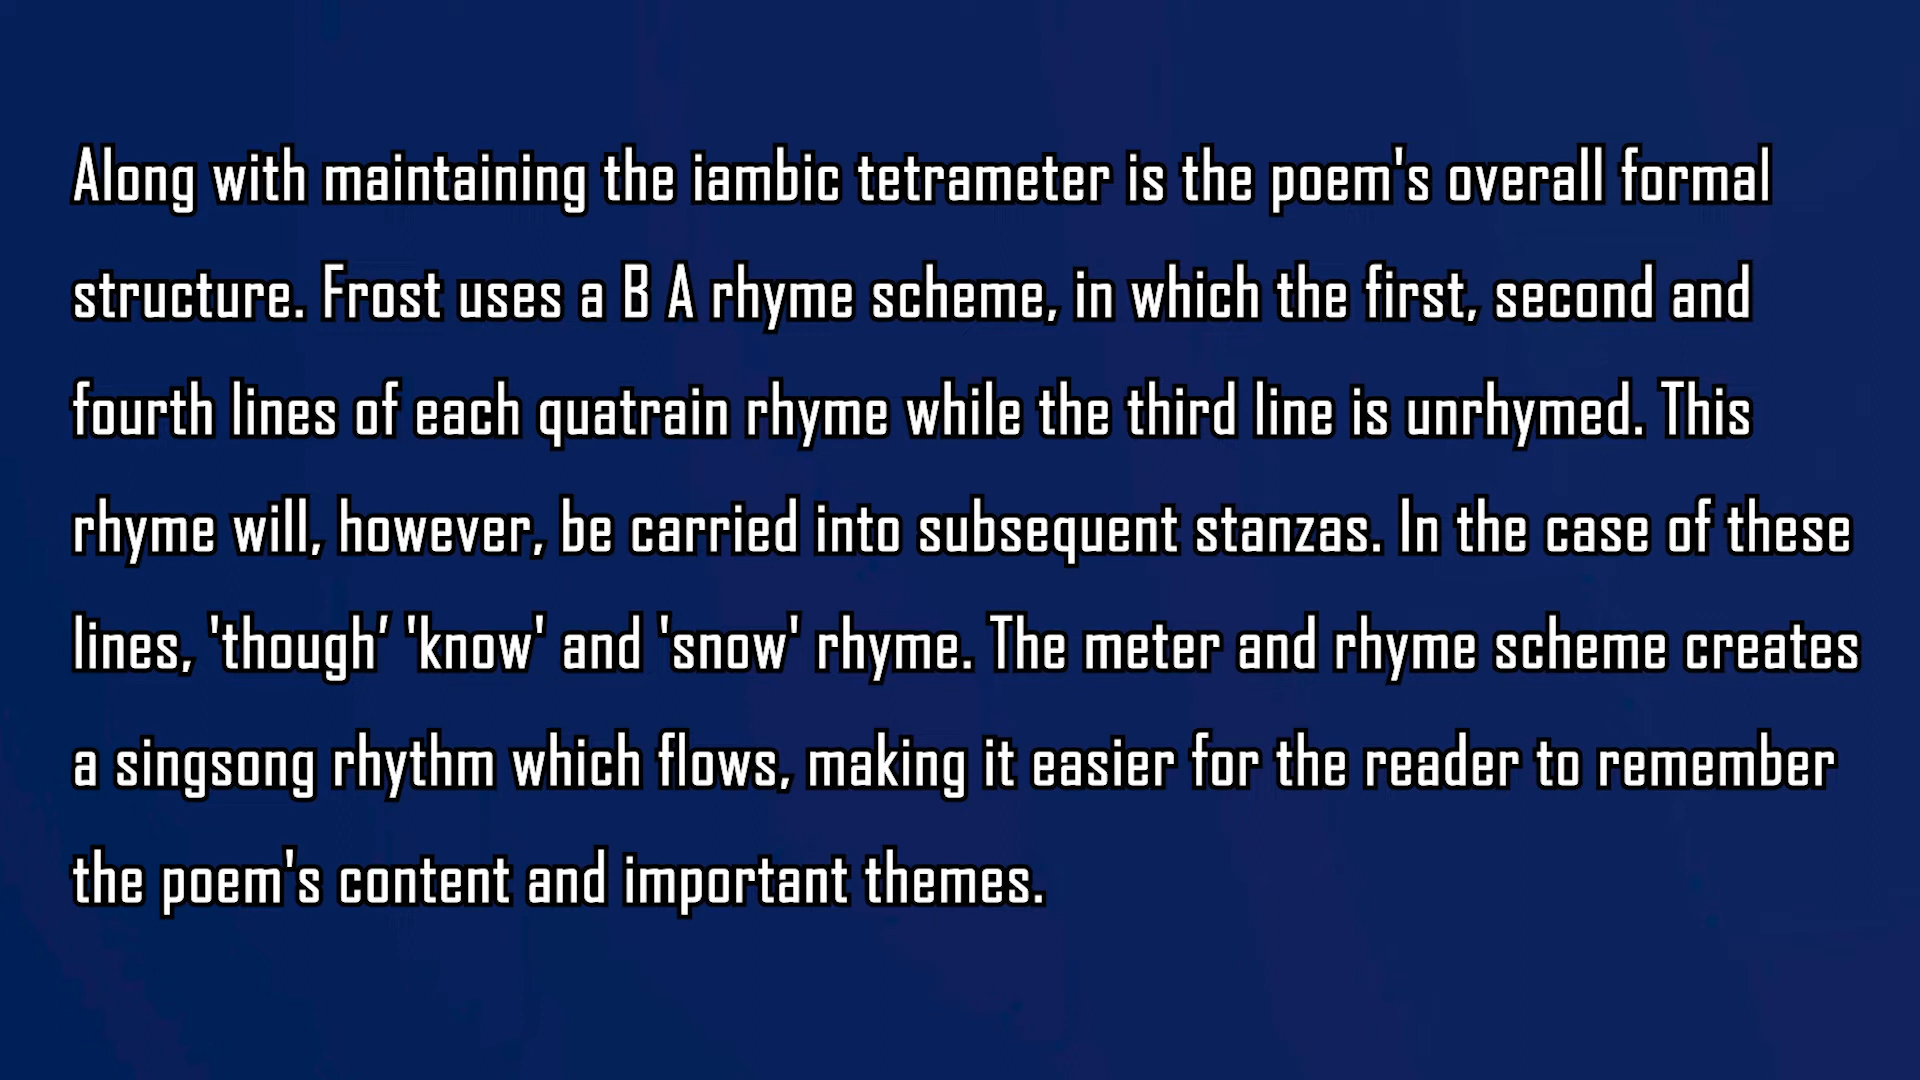 Along with maintaining the iambic tetrameter is the poem's overall formal
structure. Frost uses a B A rhyme scheme, in which the first, second and
fourth lines of each quatrain rhyme while the third line is unrhymed. This
rhyme will, however, be carried into subsequent stanzas. In the case of these
lines, 'though’ 'know' and 'snow' rhyme. The meter and rhyme scheme creates
a singsong rhythm which flows, making it easier for the reader to remember
the poem's content and important themes.